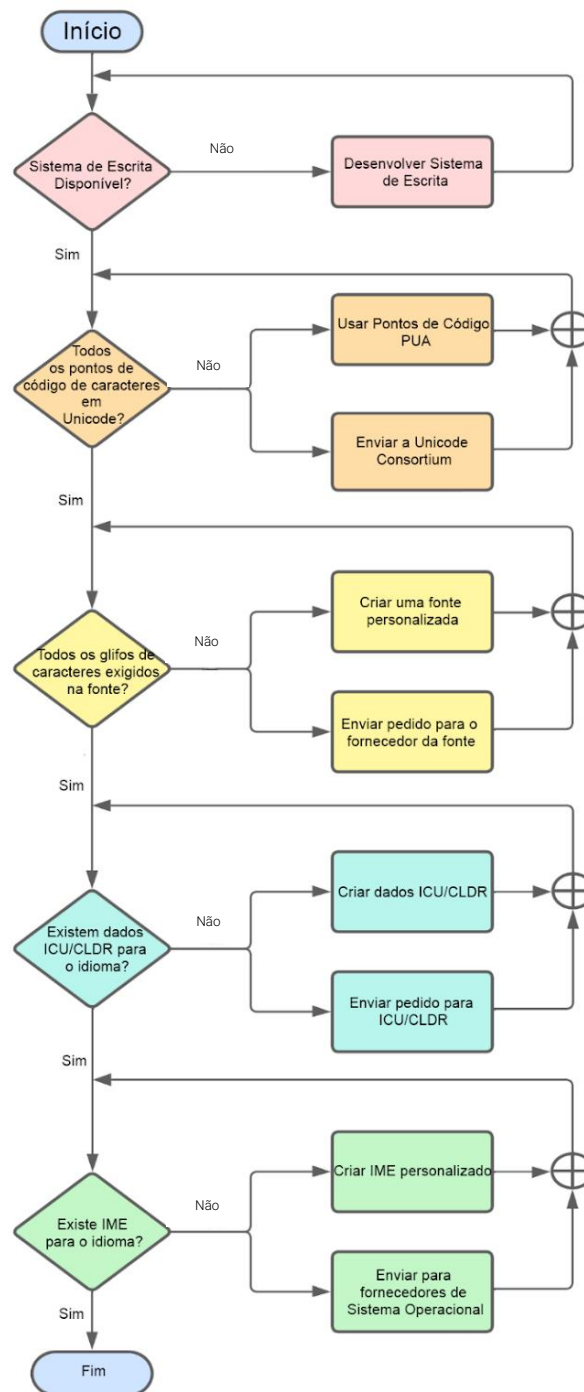 Início
Sistema de Escrita
Disponível?
Não
Desenvolver Sistema
de Escrita
Sim
Todos
os pontos de
código de caracteres
em
Unicode?
Não
Usar Pontos de Código
PUA
Enviar a Unicode
Consortium
Sim
Todos os glifos de
caracteres exigidos
na fonte?
Não
Criar uma fonte
personalizada
Enviar pedido para o
fornecedor da fonte
Sim
Existem dados
ICU/CLDR para
o idioma?
Não
Criar dados ICU/CLDR
Enviar pedido para
ICU/CLDR
Sim
Existe IME
para o idioma?
Não
Criar IME personalizado
Enviar para
fornecedores de
Sistema Operacional
Sim
Fim